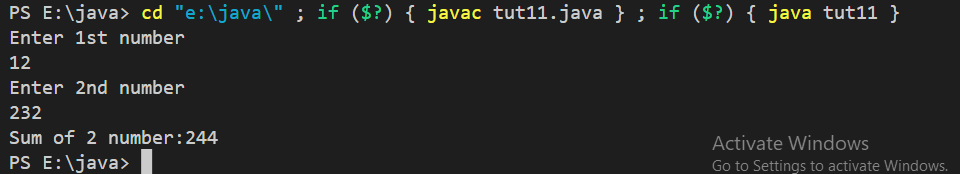 PS E:\java> cd "e:\java\" ; if ($?) { javac tut11.java } ; if ($?) { java tut11 }
Enter 1st number
12
Enter 2nd number
232
Sum of 2 number:244
PS E:\java>
Activate Windows
Go to Settings to activate Windows.